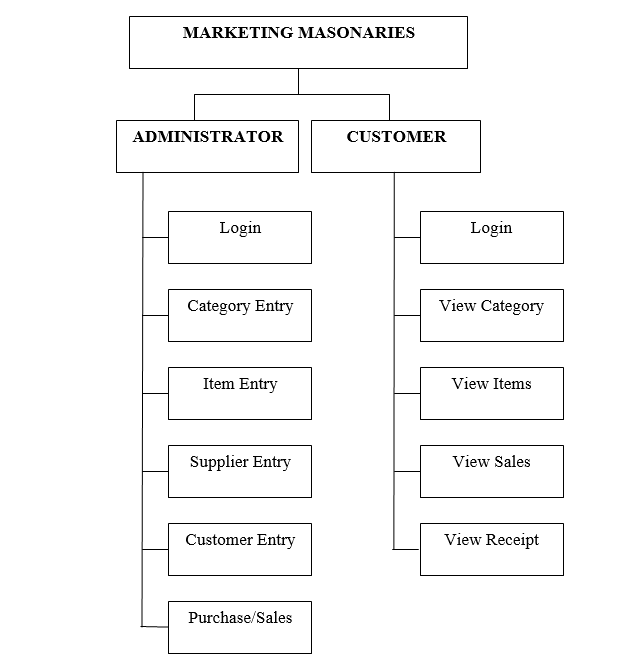 MARKETING MASONARIES
ADMINISTRATOR
CUSTOMER
Login
Category Entry
Item Entry
Supplier Entry
Customer Entry
Purchase/Sales
Login
View Category
View Items
View Sales
View Receipt